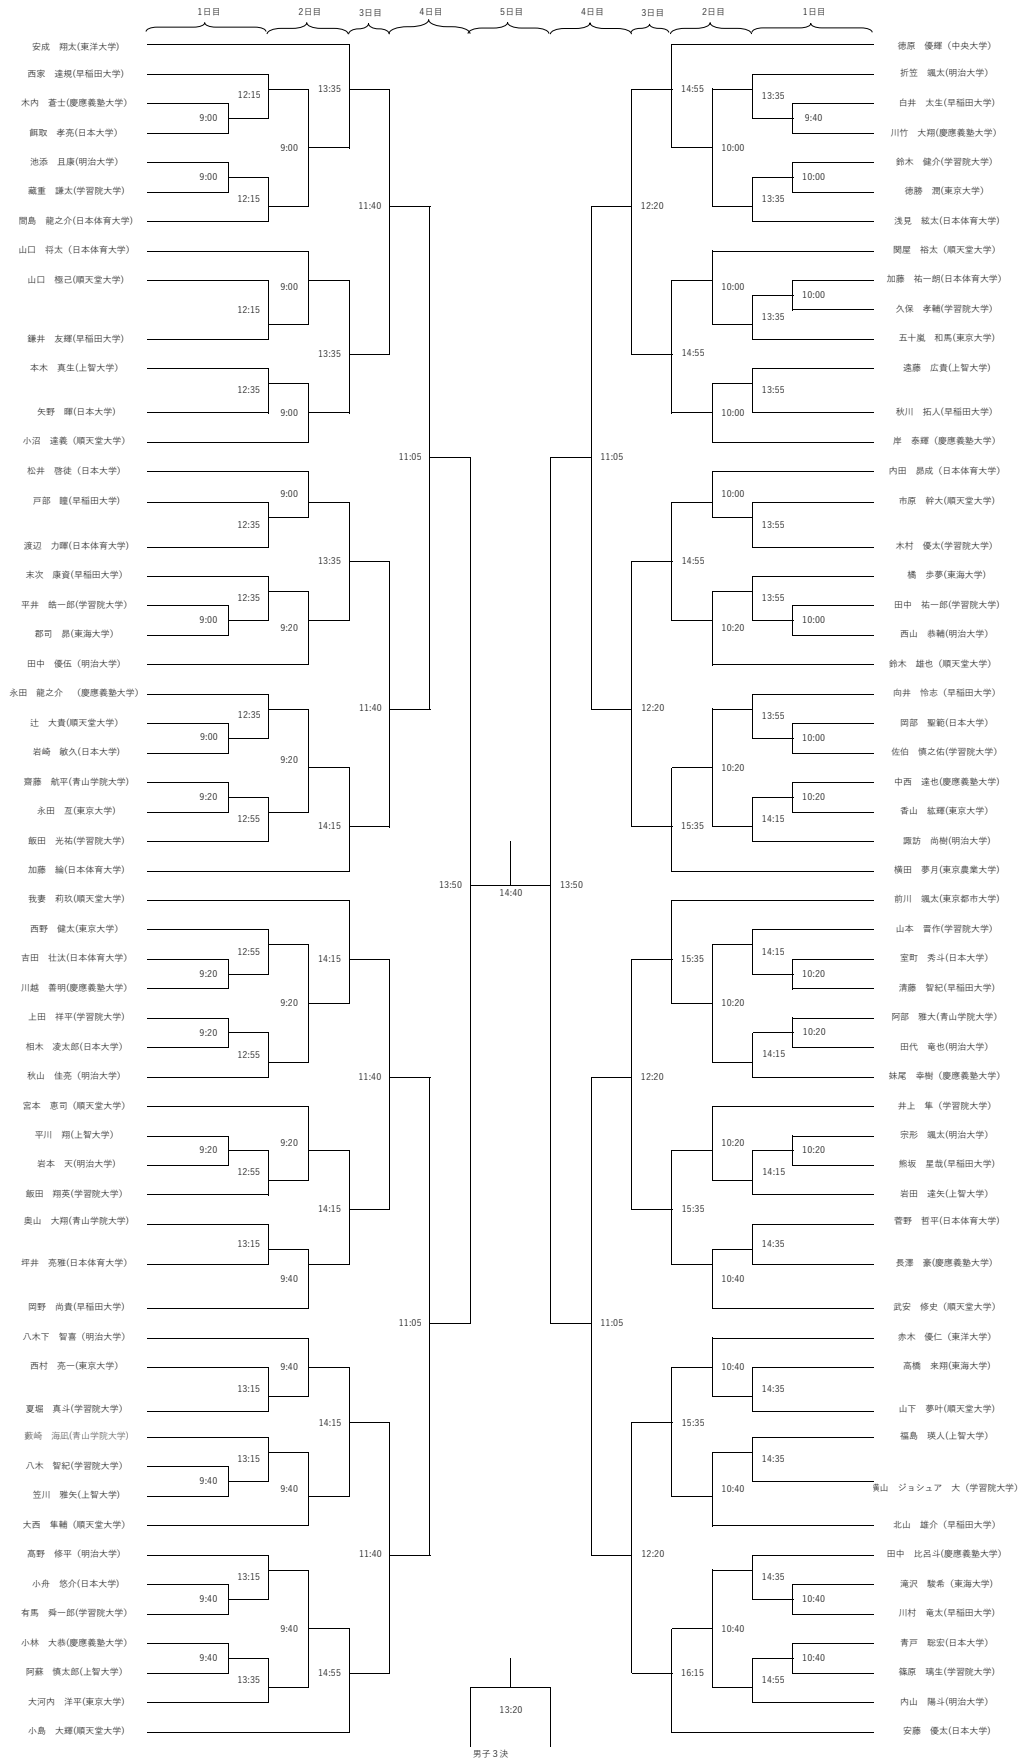 1日目 2日目 3日目 4日目 5日目 4日目 3日目 2日目 1日目
安成 翔太(東洋大学)
西家 達規(早稲田大学)
木内 蒼士(慶應義塾大学)
餌取 孝亮(日本大学)
池添 且康(明治大学)
蔵重 謙太(学習院大学)
間島 龍之介(日本体育大学)
山口 将太（日本体育大学）
山口 極己(順天堂大学)
鎌井 友輝(早稲田大学)
本木 真生(上智大学)
矢野 暉(日本大学)
小沼 達義（順天堂大学）
松井 啓徒（日本大学）
戸部 瞳(早稲田大学)
渡辺 力暉(日本体育大学)
末次 康資(早稲田大学)
平井 皓一郎(学習院大学)
郡司 昴(東海大学)
田中 優伍（明治大学）
永田 龍之介 （慶應義塾大学）
辻 大貴(順天堂大学)
岩崎 敏久(日本大学)
齋藤 航平(青山学院大学)
永田 亙(東京大学)
飯田 光祐(学習院大学)
加藤 綸(日本体育大学)
我妻 莉玖(順天堂大学)
西野 健太(東京大学)
吉田 壮汰(日本体育大学)
川越 善明(慶應義塾大学)
上田 祥平(学習院大学)
相木 凌太郎(日本大学)
秋山 佳亮（明治大学）
宮本 恵司（順天堂大学）
平川 翔(上智大学)
岩本 天(明治大学)
飯田 翔英(学習院大学)
奥山 大翔(青山学院大学)
坪井 亮雅(日本体育大学)
岡野 尚貴(早稲田大学)
八木下 智喜（明治大学）
西村 亮一(東京大学)
夏堀 真斗(学習院大学)
藪崎 海凪(青山学院大学)
八木 智紀(学習院大学)
笠川 雅矢(上智大学)
大西 隼輔（順天堂大学）
高野 修平（明治大学）
小舟 悠介(日本大学)
有馬 舜一郎(学習院大学)
小林 大恭(慶應義塾大学)
阿蘇 慎太郎(上智大学)
大河内 洋平(東京大学)
小島 大輝(順天堂大学)
9:00
9:00
9:00
9:00
9:20
9:20
9:20
9:20
9:40
9:40
9:40
12:15
12:15
12:15
12:35
12:35
12:35
12:35
12:55
12:55
12:55
12:55
13:15
13:15
13:15
13:15
13:35
9:00
9:00
9:00
9:00
9:20
9:20
9:20
9:20
9:40
9:40
9:40
9:40
13:35
13:35
13:35
14:15
14:15
14:15
14:15
14:55
11:40
11:40
11:40
11:40
11:05
11:05
13:50
14:40
13:50
13:20
男子３決
11:05
11:05
12:20
12:20
12:20
12:20
14:55
14:55
14:55
15:35
15:35
15:35
15:35
16:15
10:00
10:00
10:00
10:00
10:20
10:20
10:20
10:20
10:40
10:40
10:40
10:40
13:35
13:35
13:35
13:55
13:55
13:55
13:55
14:15
14:15
14:15
14:15
14:35
14:35
14:35
14:35
14:55
9:40
10:00
10:00
10:00
10:00
10:20
10:20
10:20
10:20
10:40
10:40
徳原 優輝（中央大学）
折笠 颯太(明治大学)
白井 太生(早稲田大学)
川竹 大翔(慶應義塾大学)
鈴木 健介(学習院大学)
徳勝 潤(東京大学)
浅見 絃太(日本体育大学)
関屋 裕太（順天堂大学）
加藤 祐一朗(日本体育大学)
久保 孝輔(学習院大学)
五十嵐 和馬(東京大学)
遠藤 広貴(上智大学)
秋川 拓人(早稲田大学)
岸 泰輝（慶應義塾大学）
内田 昴成（日本体育大学）
市原 幹大(順天堂大学)
木村 優太(学習院大学)
橘 歩夢(東海大学)
田中 祐一郎(学習院大学)
西山 恭輔(明治大学)
鈴木 雄也（順天堂大学）
向井 怜志（早稲田大学）
岡部 聖範(日本大学)
佐伯 慎之佑(学習院大学)
中西 達也(慶應義塾大学)
香山 紘輝(東京大学)
諏訪 尚樹(明治大学)
横田 夢月(東京農業大学)
前川 颯太(東京都市大学)
山本 晋作(学習院大学)
室町 秀斗(日本大学)
清藤 智紀(早稲田大学)
阿部 雅大(青山学院大学)
田代 竜也(明治大学)
妹尾 幸樹（慶應義塾大学）
井上 隼（学習院大学）
宗形 颯太(明治大学)
熊坂 星哉(早稲田大学)
岩田 達矢(上智大学)
菅野 哲平(日本体育大学)
長澤 豪(慶應義塾大学)
武安 修史（順天堂大学）
赤木 優仁（東洋大学）
高橋 来翔(東海大学)
山下 夢叶(順天堂大学)
福島 瑛人(上智大学)
ジョシュア 大（学習院大学）
北山 雄介（早稲田大学）
田中 比呂斗(慶應義塾大学)
滝沢 駿希（東海大学）
川村 竜太(早稲田大学)
青戸 聡宏(日本大学)
篠原 璃生(学習院大学)
内山 陽斗(明治大学)
安藤 優太(日本大学)